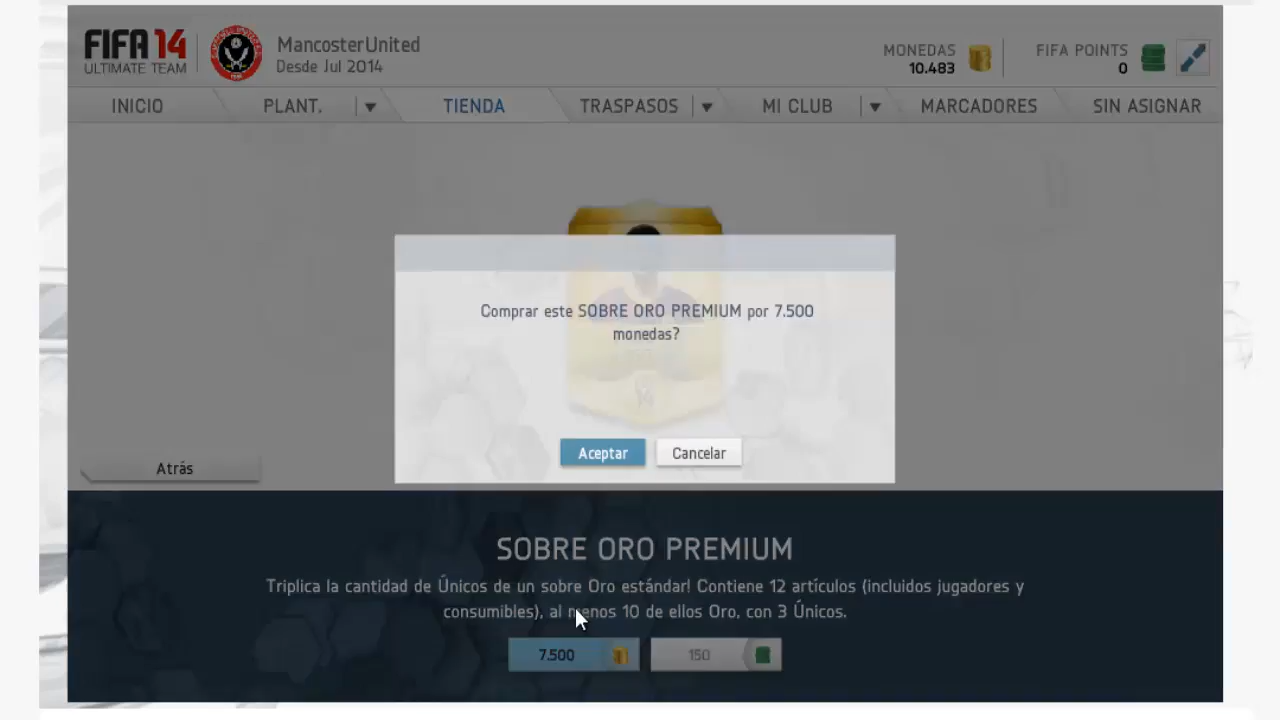 FIFA 14
ULTIMATE TEAM
MancosterUnited
Desde Jul 2014
MONEDAS
10.483
FIFA POINTS
0
INICIO
PLANT.
TIENDA
TRASPASOS
MI CLUB
MARCADORES
SIN ASIGNAR
Comprar este SOBRE ORO PREMIUM por 7.500
monedas?
Aceptar
Cancelar
Atrás
SOBRE ORO PREMIUM
Triplica la cantidad de Únicos de un sobre Oro estándar! Contiene 12 artículos (incluidos jugadores y
consumibles), al menos 10 de ellos Oro, con 3 Únicos.
7.500
150